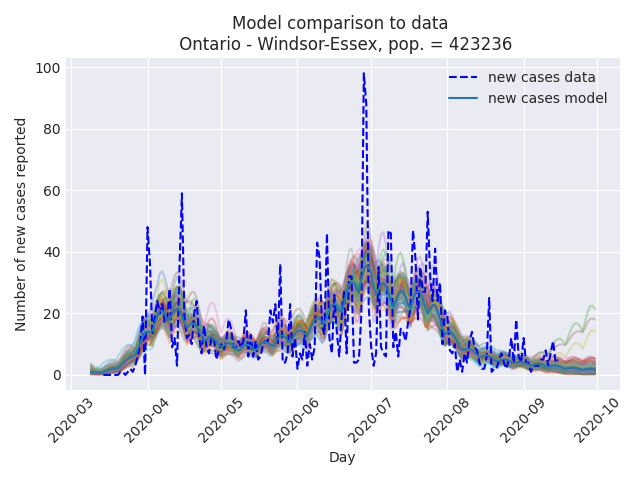 Model comparison to data
Ontario - Windsor-Essex, pop. = 423236
Number of new cases reported
100
80
60
40
20
0
new cases data
new cases model
2020-03
2020-04
2020-05
2020-06
2020-07
2020-08
2020-09
2020-10
Day